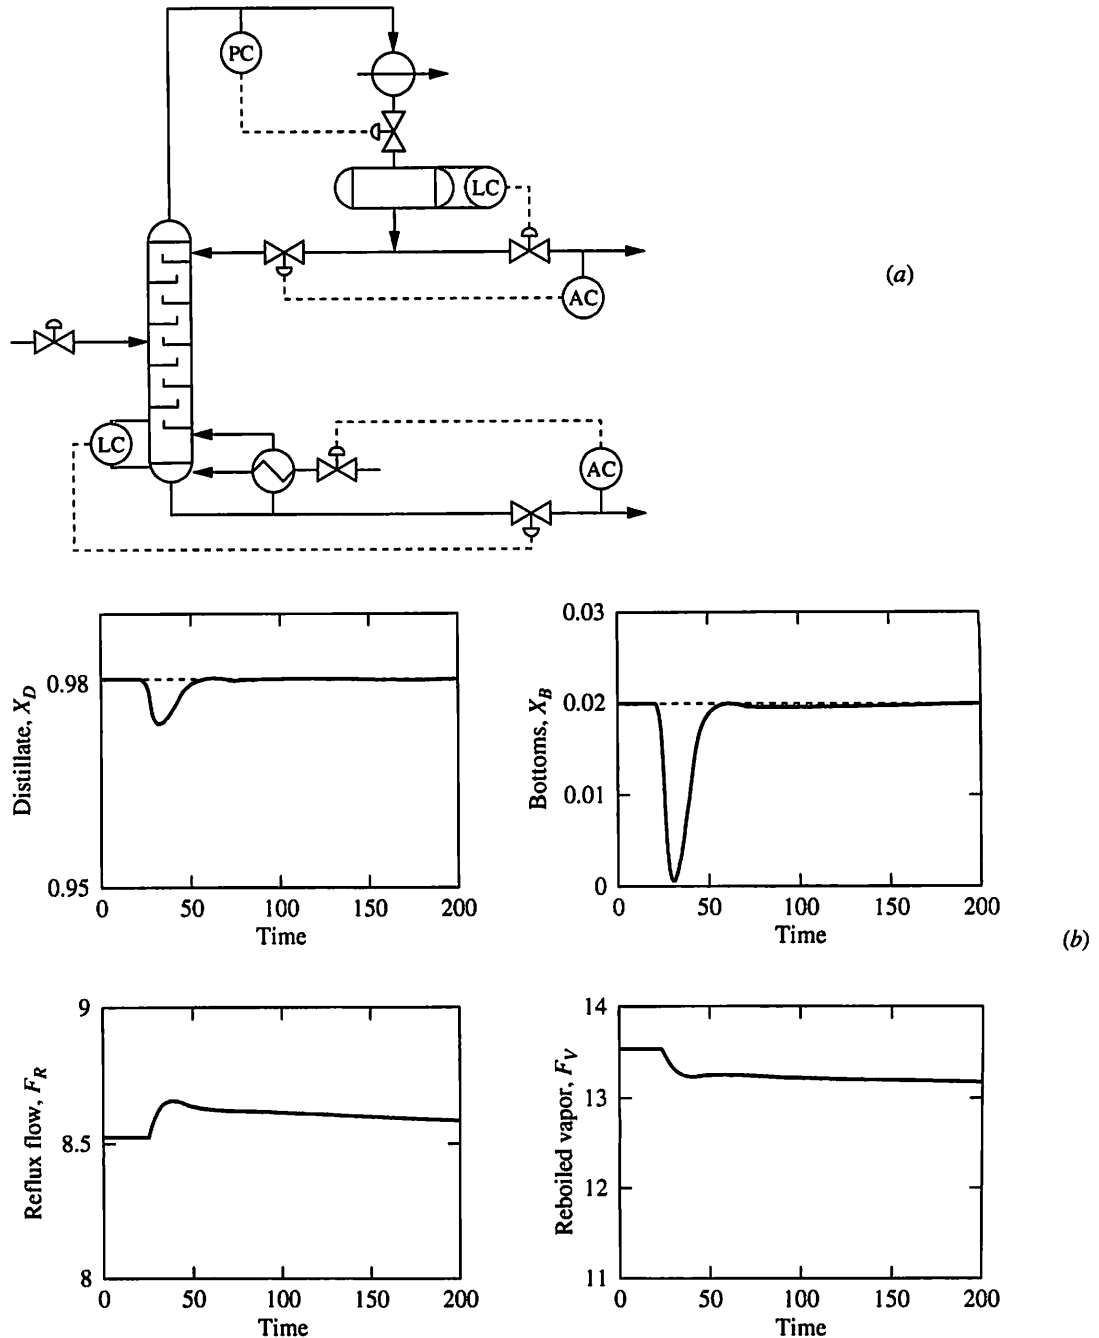 PC
LC
AC
(a)
LC
AC
0.98
0.95
Distillate, X_D
0 50 100 150 200
Time
0.03
0.02
0.01
0
Bottoms, X_B
0 50 100 150 200
Time
(b)
9
8.5
8
Reflux flow, F_R
0 50 100 150 200
Time
14
13
12
11
Reboiled vapor, F_V
0 50 100 150 200
Time